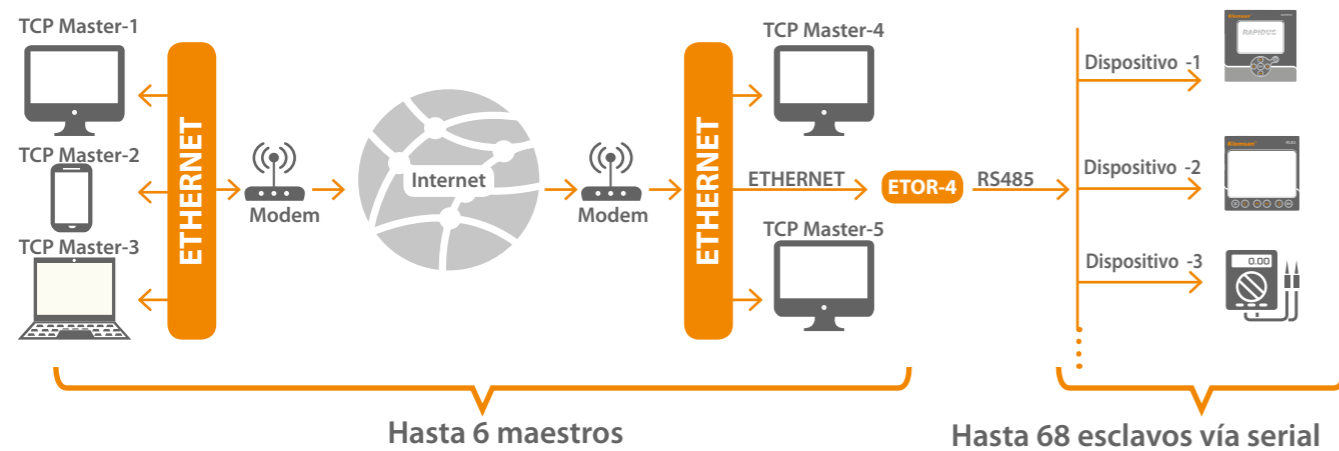 TCP Master-1
TCP Master-2
TCP Master-3
ETHERNET
Modem
Internet
Modem
ETHERNET
TCP Master-4
ETHERNET
ETOR-4
RS485
TCP Master-5
Dispositivo -1
Klemsan
RAPIDUS
Dispositivo -2
Klemsan
Dispositivo -3
0.00
Hasta 6 maestros
Hasta 68 esclavos vía serial